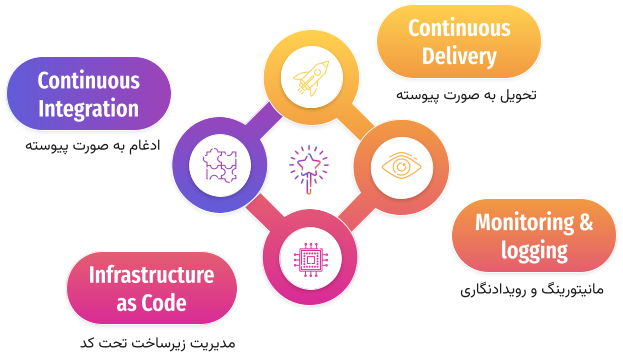 Continuous
Delivery
تحویل به صورت پیوسته
Continuous
Integration
ادغام به صورت پیوسته
Monitoring &
logging
مانیتورینگ و رویدادنگاری
Infrastructure
as Code
مدیریت زیرساخت تحت کد